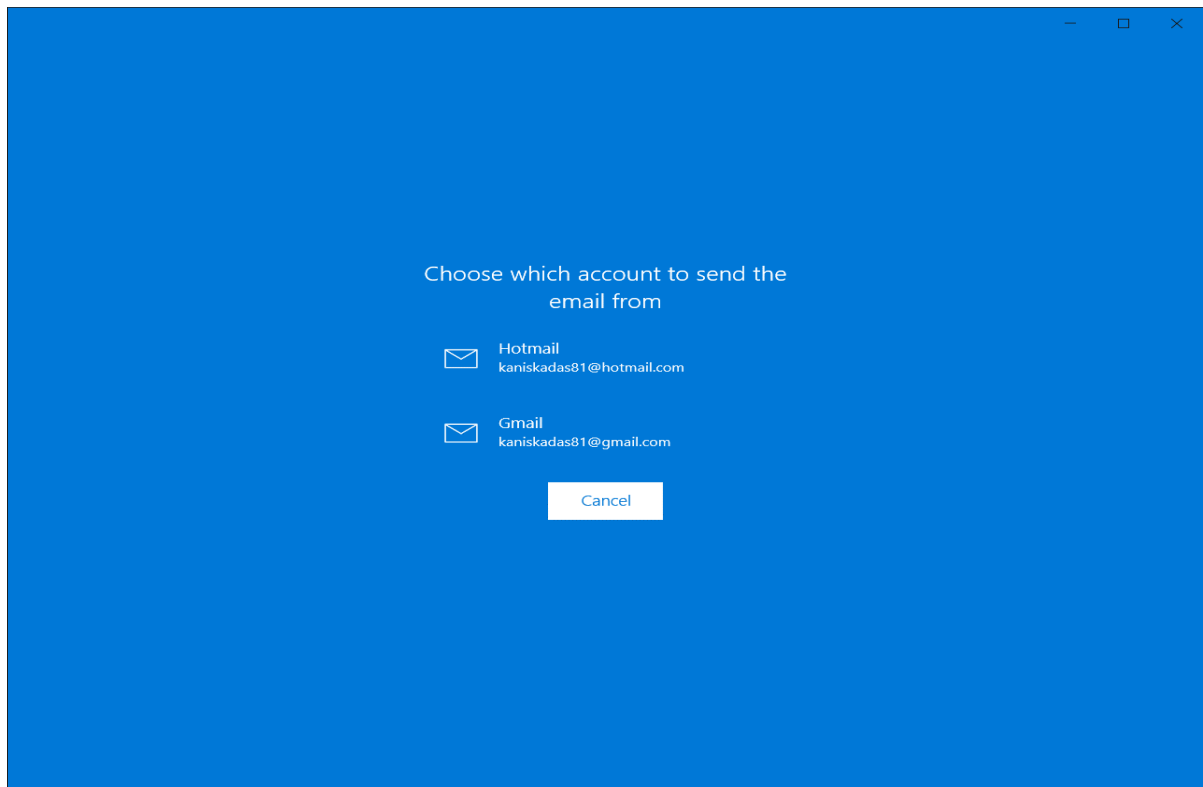 Choose which account to send the
email from
Hotmail
kaniskadas81@hotmail.com
Gmail
kaniskadas81@gmail.com
Cancel